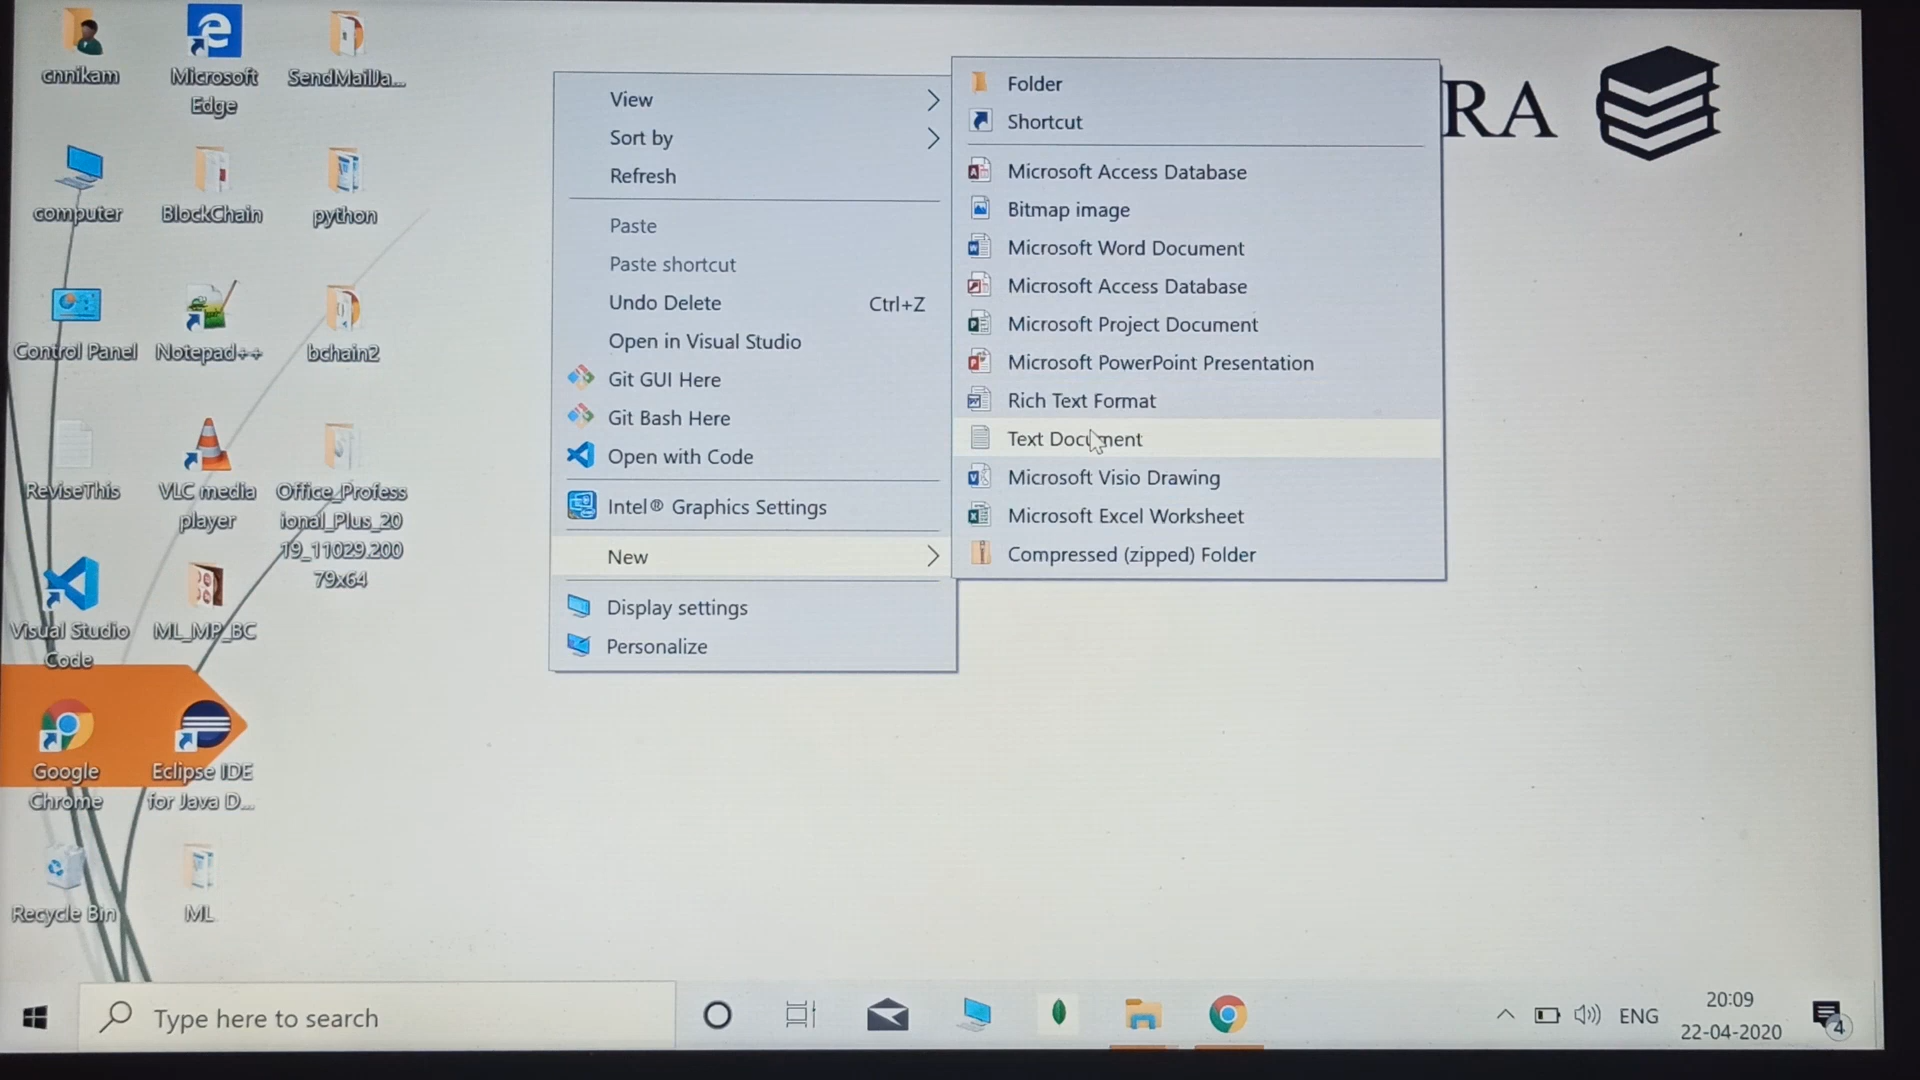 cnnikam
Microsoft
Edge
SendMailJa...
computer
BlockChain
python
Control Panel
Notepad++
bchain2
ReviseThis
VLC media
player
Office_Profess
ional_Plus_20
19_11029.200
79x64
Visual Studio
Code
ML_MP_BC
Google
Chrome
Eclipse IDE
for Java D...
Recycle Bin
ML
View
Sort by
Refresh
Paste
Paste shortcut
Undo Delete Ctrl+Z
Open in Visual Studio
Git GUI Here
Git Bash Here
Open with Code
Intel® Graphics Settings
New
Display settings
Personalize
Folder
Shortcut
Microsoft Access Database
Bitmap image
Microsoft Word Document
Microsoft Access Database
Microsoft Project Document
Microsoft PowerPoint Presentation
Rich Text Format
Text Document
Microsoft Visio Drawing
Microsoft Excel Worksheet
Compressed (zipped) Folder
RA
Type here to search
ENG
20:09
22-04-2020
4